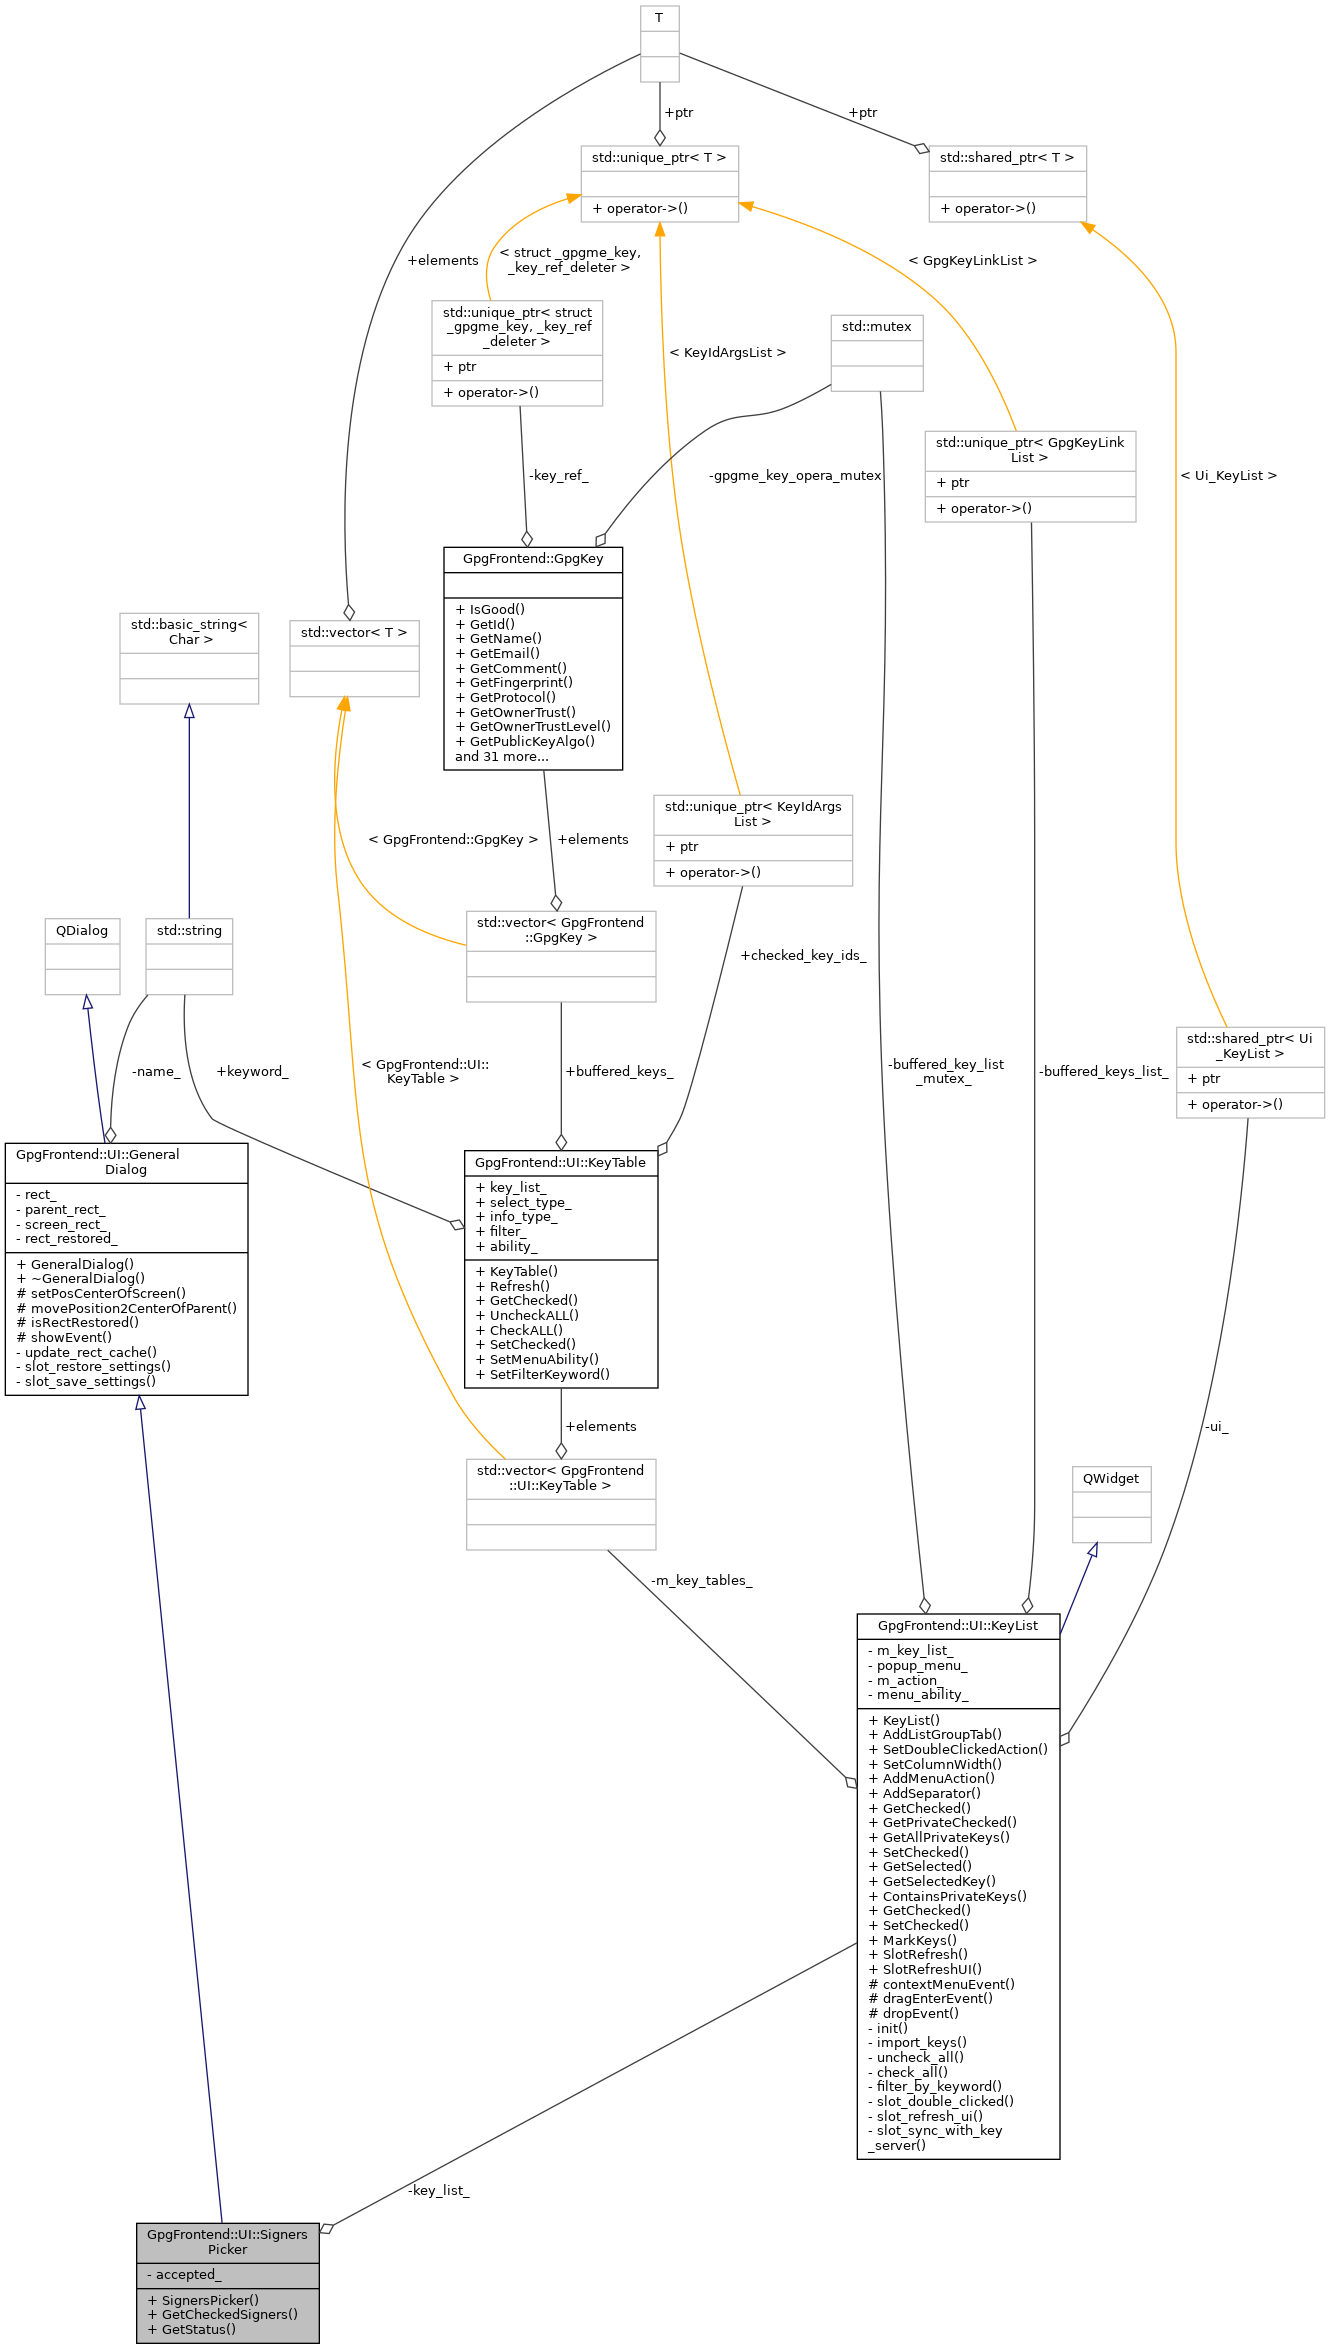 T
+ptr
+ptr
std::unique_ptr< T >
+ operator->()
std::shared_ptr< T >
+ operator->()
+elements
< struct _gpgme_key,
_key_ref_deleter >
< GpgKeyLinkList >
std::unique_ptr< struct
_gpgme_key, _key_ref
_deleter >
+ ptr
+ operator->()
std::mutex
< KeyIdArgsList >
std::unique_ptr< GpgKeyLink
List >
+ ptr
+ operator->()
-key_ref_
-gpgme_key_opera_mutex
< Ui_KeyList >
GpgFrontend::GpgKey
+ IsGood()
+ GetId()
+ GetName()
+ GetEmail()
+ GetComment()
+ GetFingerprint()
+ GetProtocol()
+ GetOwnerTrust()
+ GetOwnerTrustLevel()
+ GetPublicKeyAlgo()
and 31 more...
std::basic_string<
Char >
std::vector< T >
std::unique_ptr< KeyIdArgs
List >
+ ptr
+ operator->()
< GpgFrontend::GpgKey >
+elements
std::vector< GpgFrontend
::GpgKey >
QDialog
std::string
+checked_key_ids_
-name_
+keyword_
< GpgFrontend::UI::
KeyTable >
+buffered_keys_
-buffered_key_list
_mutex_
-buffered_keys_list_
std::shared_ptr< Ui
_KeyList >
+ ptr
+ operator->()
GpgFrontend::UI::General
Dialog
- rect_
- parent_rect_
- screen_rect_
- rect_restored_
+ GeneralDialog()
+ ~GeneralDialog()
# setPosCenterOfScreen()
# movePosition2CenterOfParent()
# isRectRestored()
# showEvent()
- update_rect_cache()
- slot_restore_settings()
- slot_save_settings()
GpgFrontend::UI::KeyTable
+ key_list_
+ select_type_
+ info_type_
+ filter_
+ ability_
+ KeyTable()
+ Refresh()
+ GetChecked()
+ UncheckALL()
+ CheckALL()
+ SetChecked()
+ SetMenuAbility()
+ SetFilterKeyword()
+elements
-ui_
std::vector< GpgFrontend
::UI::KeyTable >
QWidget
-m_key_tables_
GpgFrontend::UI::KeyList
- m_key_list_
- popup_menu_
- m_action_
- menu_ability_
+ KeyList()
+ AddListGroupTab()
+ SetDoubleClickedAction()
+ SetColumnWidth()
+ AddMenuAction()
+ AddSeparator()
+ GetChecked()
+ GetPrivateChecked()
+ GetAllPrivateKeys()
+ SetChecked()
+ GetSelected()
+ GetSelectedKey()
+ ContainsPrivateKeys()
+ GetChecked()
+ SetChecked()
+ MarkKeys()
+ SlotRefresh()
+ SlotRefreshUI()
# contextMenuEvent()
# dragEnterEvent()
# dropEvent()
- init()
- import_keys()
- uncheck_all()
- check_all()
- filter_by_keyword()
- slot_double_clicked()
- slot_refresh_ui()
- slot_sync_with_key
_server()
-key_list_
GpgFrontend::UI::Signers
Picker
- accepted_
+ SignersPicker()
+ GetCheckedSigners()
+ GetStatus()